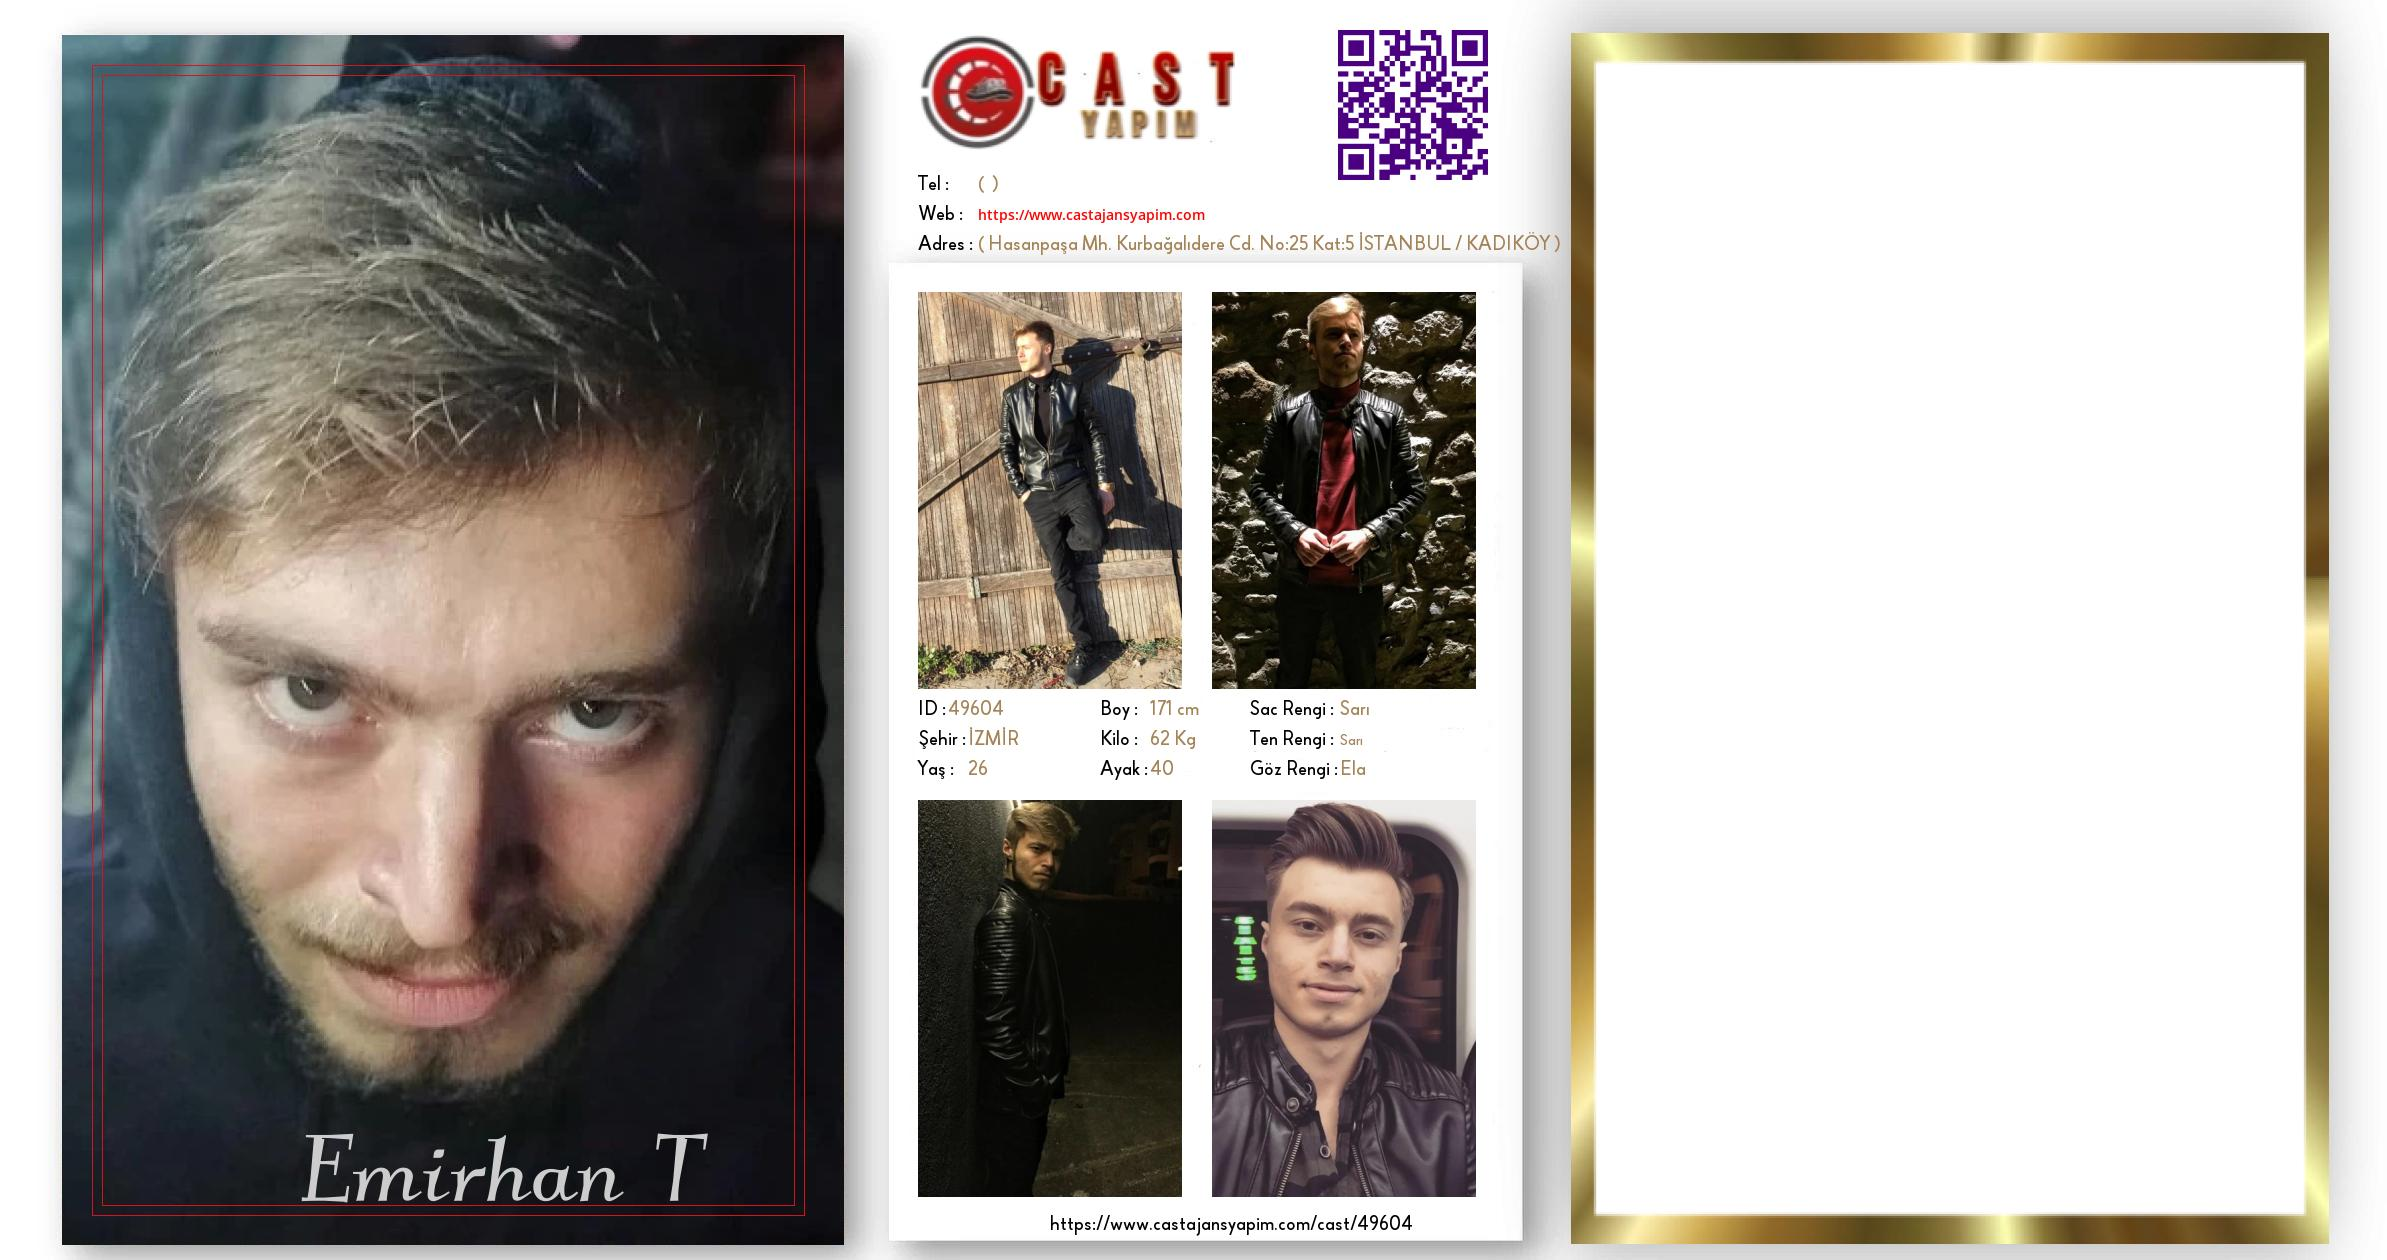 Emirhan T
CAST
YAPIM
Tel : ( )
Web : https://www.castajansyapim.com
Adres : ( Hasanpaşa Mh. Kurbağalıdere Cd. No:25 Kat:5 İSTANBUL / KADIKÖY )
ID : 49604 Boy : 171 cm Sac Rengi : Sarı
Şehir : İZMİR Kilo : 62 Kg Ten Rengi : Sarı
Yaş : 26 Ayak : 40 Göz Rengi : Ela
https://www.castajansyapim.com/cast/49604